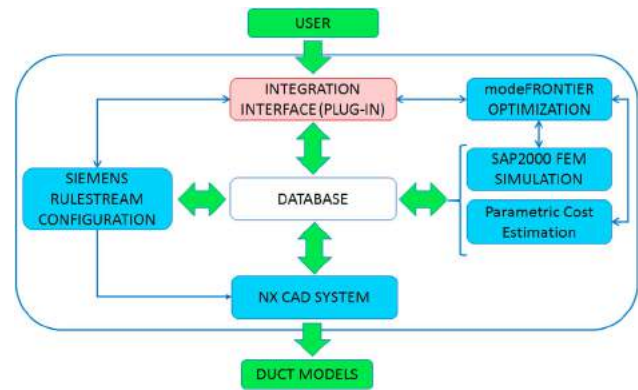 USER
INTEGRATION
INTERFACE (PLUG-IN)
modeFRONTIER
OPTIMIZATION
SIEMENS
RULESTREAM
CONFIGURATION
DATABASE
SAP2000 FEM
SIMULATION
Parametric Cost
Estimation
NX CAD SYSTEM
DUCT MODELS